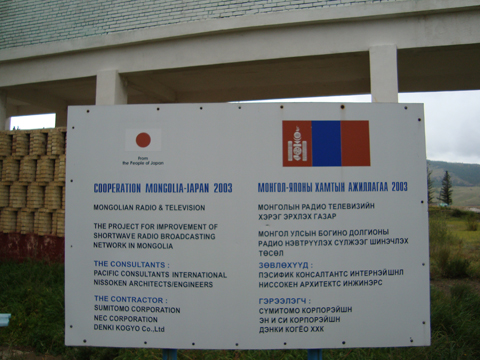 From
the People of Japan
COOPERATION MONGOLIA-JAPAN 2003
MONGOLIAN RADIO & TELEVISION
THE PROJECT FOR IMPROVEMENT OF
SHORTWAVE RADIO BROADCASTING
NETWORK IN MONGOLIA
THE CONSULTANTS :
PACIFIC CONSULTANTS INTERNATIONAL
NISSOKEN ARCHITECTS/ENGINEERS
THE CONTRACTOR :
SUMITOMO CORPORATION
NEC CORPORATION
DENKI KOGYO Co.,Ltd
МОНГОЛ-ЯПОНЫ ХАМТЫН АЖИЛЛАГАА 2003
МОНГОЛЫН РАДИО ТЕЛЕВИЗИЙН
ХЭРЭГ ЭРХЛЭХ ГАЗАР
МОНГОЛ УЛСЫН БОГИНО ДОЛГИОНЫ
РАДИО НЭВТРҮҮЛЭХ СҮЛЖЭЭГ ШИНЭЧЛЭХ
ТӨСӨЛ
ЗӨВЛӨХҮҮД :
ПЭСИФИК КОНСАЛТАНТС ИНТЕРНЭЙШНЛ
НИССОКЕН АРХИТЕКТС ИНЖИНЭРС
ГЭРЭЭЛЭГЧ :
СУМИТОМО КОРПОРЭЙШН
ЭН И СИ КОРПОРЭЙШН
ДЭНКИ КОГЁО ХХК